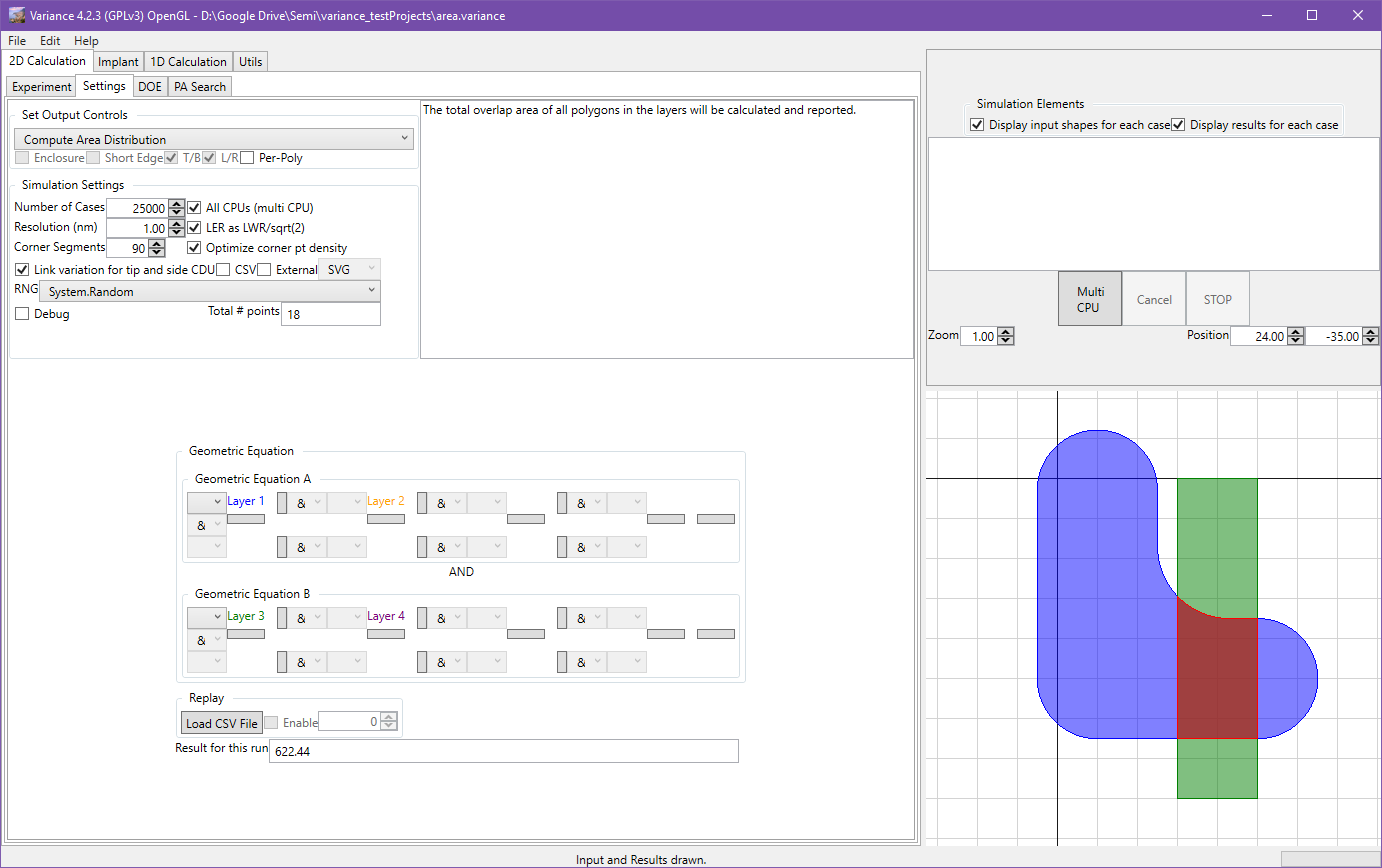 Variance 4.2.3 (GPLv3) OpenGL - D:\Google Drive\Semi\variance_testProjects\area.variance
File Edit Help
2D Calculation Implant 1D Calculation Utils
Experiment Settings DOE PA Search
Set Output Controls
Compute Area Distribution
Enclosure Short Edge T/B L/R Per-Poly
The total overlap area of all polygons in the layers will be calculated and reported.
Simulation Settings
Number of Cases 25000 All CPUs (multi CPU)
Resolution (nm) 1.00 LER as LWR/sqrt(2)
Corner Segments 90 Optimize corner pt density
Link variation for tip and side CDU CSV External SVG
RNG System.Random
Debug Total # points 18
Geometric Equation
Geometric Equation A
Layer 1 & Layer 2 & &
&
& & &
AND
Geometric Equation B
Layer 3 & Layer 4 & &
&
& & &
Replay
Load CSV File Enable 0
Result for this run 622.44
Simulation Elements
Display input shapes for each case Display results for each case
Multi CPU Cancel STOP
Zoom 1.00 Position 24.00 -35.00
Input and Results drawn.